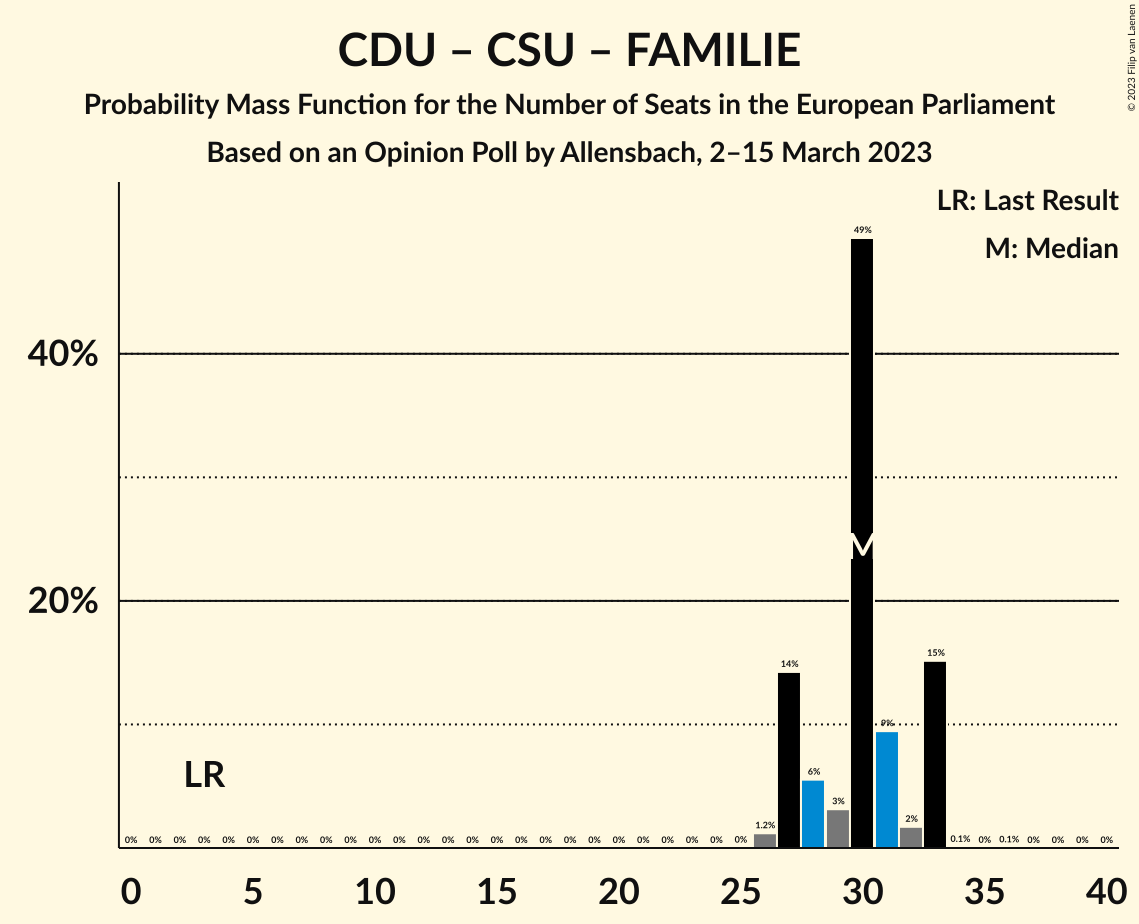 CDU – CSU – FAMILIE
Probability Mass Function for the Number of Seats in the European Parliament
Based on an Opinion Poll by Allensbach, 2–15 March 2023
© 2023 Filip van Laenen
LR: Last Result
M: Median
49%
40%
M
20%
15%
14%
9%
6%
LR
3%
1.2%
2%
0% 0% 0% 0% 0% 0% 0% 0% 0% 0% 0% 0% 0% 0% 0% 0% 0% 0% 0% 0% 0% 0% 0% 0% 0% 0% 0.1% 0% 0.1% 0% 0% 0% 0%
0 5 10 15 20 25 30 35 40